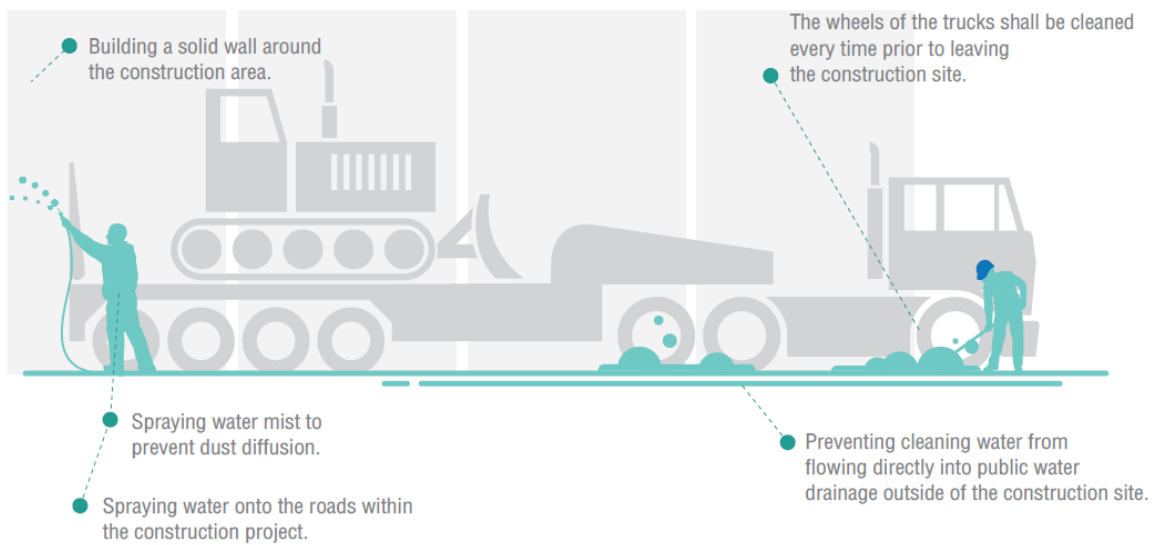 Building a solid wall around
the construction area.
The wheels of the trucks shall be cleaned
every time prior to leaving
the construction site.
Spraying water mist to
prevent dust diffusion.
Spraying water onto the roads within
the construction project.
Preventing cleaning water from
flowing directly into public water
drainage outside of the construction site.